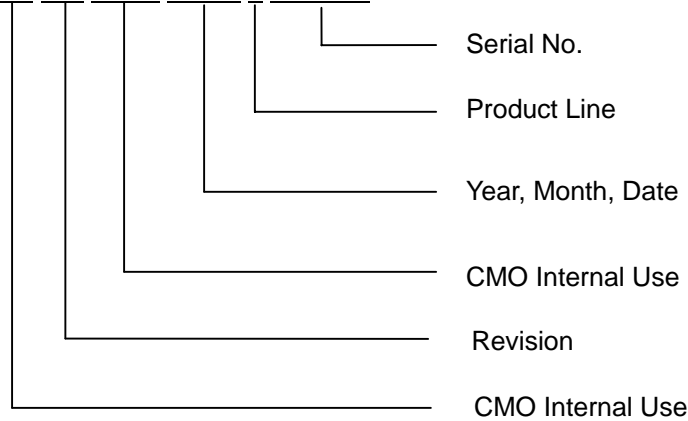 Serial No.
Product Line
Year, Month, Date
CMO Internal Use
Revision
CMO Internal Use